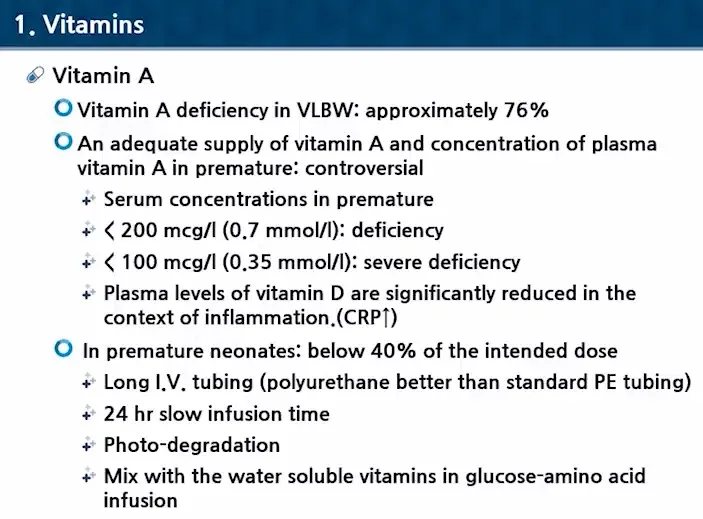 1. Vitamins
Vitamin A
Vitamin A deficiency in VLBW: approximately 76%
An adequate supply of vitamin A and concentration of plasma
vitamin A in premature: controversial
Serum concentrations in premature
< 200 mcg/l (0.7 mmol/l): deficiency
< 100 mcg/l (0.35 mmol/l): severe deficiency
Plasma levels of vitamin D are significantly reduced in the
context of inflammation.(CRP↑)
In premature neonates: below 40% of the intended dose
Long I.V. tubing (polyurethane better than standard PE tubing)
24 hr slow infusion time
Photo-degradation
Mix with the water soluble vitamins in glucose-amino acid
infusion